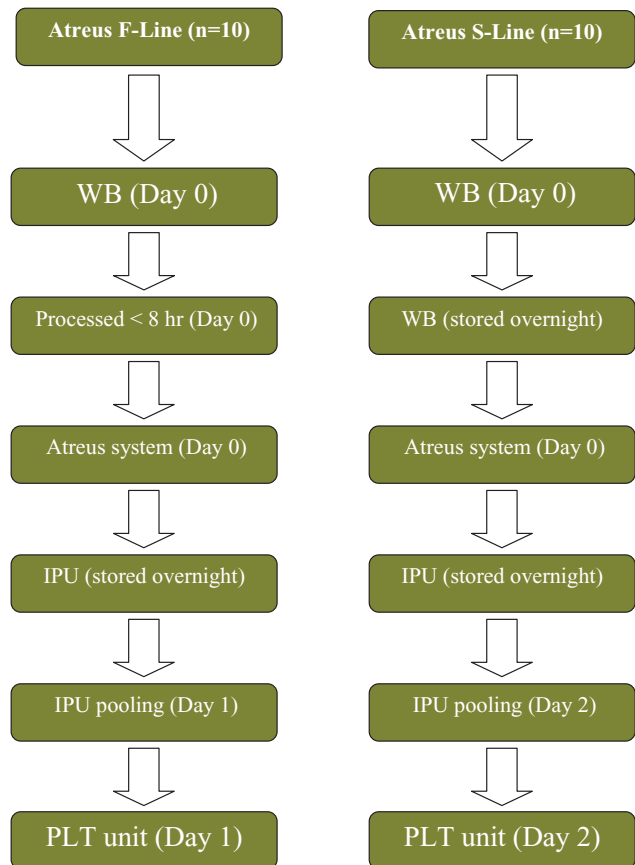 Atreus F-Line (n=10)
WB (Day 0)
Processed < 8 hr (Day 0)
Atreus system (Day 0)
IPU (stored overnight)
IPU pooling (Day 1)
PLT unit (Day 1)
Atreus S-Line (n=10)
WB (Day 0)
WB (stored overnight)
Atreus system (Day 0)
IPU (stored overnight)
IPU pooling (Day 2)
PLT unit (Day 2)